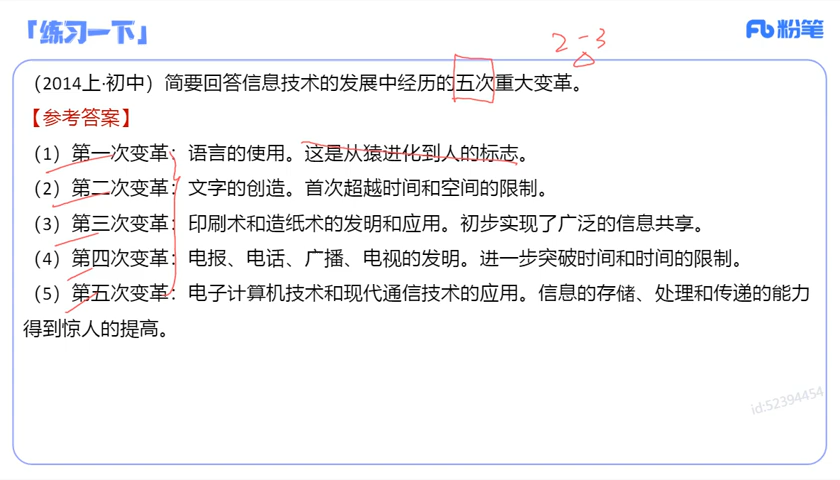 「练习一下」
粉笔
2-3
（2014上·初中）简要回答信息技术的发展中经历的五次重大变革。
【参考答案】
（1）第一次变革：语言的使用。这是从猿进化到人的标志。
（2）第二次变革：文字的创造。首次超越时间和空间的限制。
（3）第三次变革：印刷术和造纸术的发明和应用。初步实现了广泛的信息共享。
（4）第四次变革：电报、电话、广播、电视的发明。进一步突破时间和时间的限制。
（5）第五次变革：电子计算机技术和现代通信技术的应用。信息的存储、处理和传递的能力
得到惊人的提高。
id:52394454